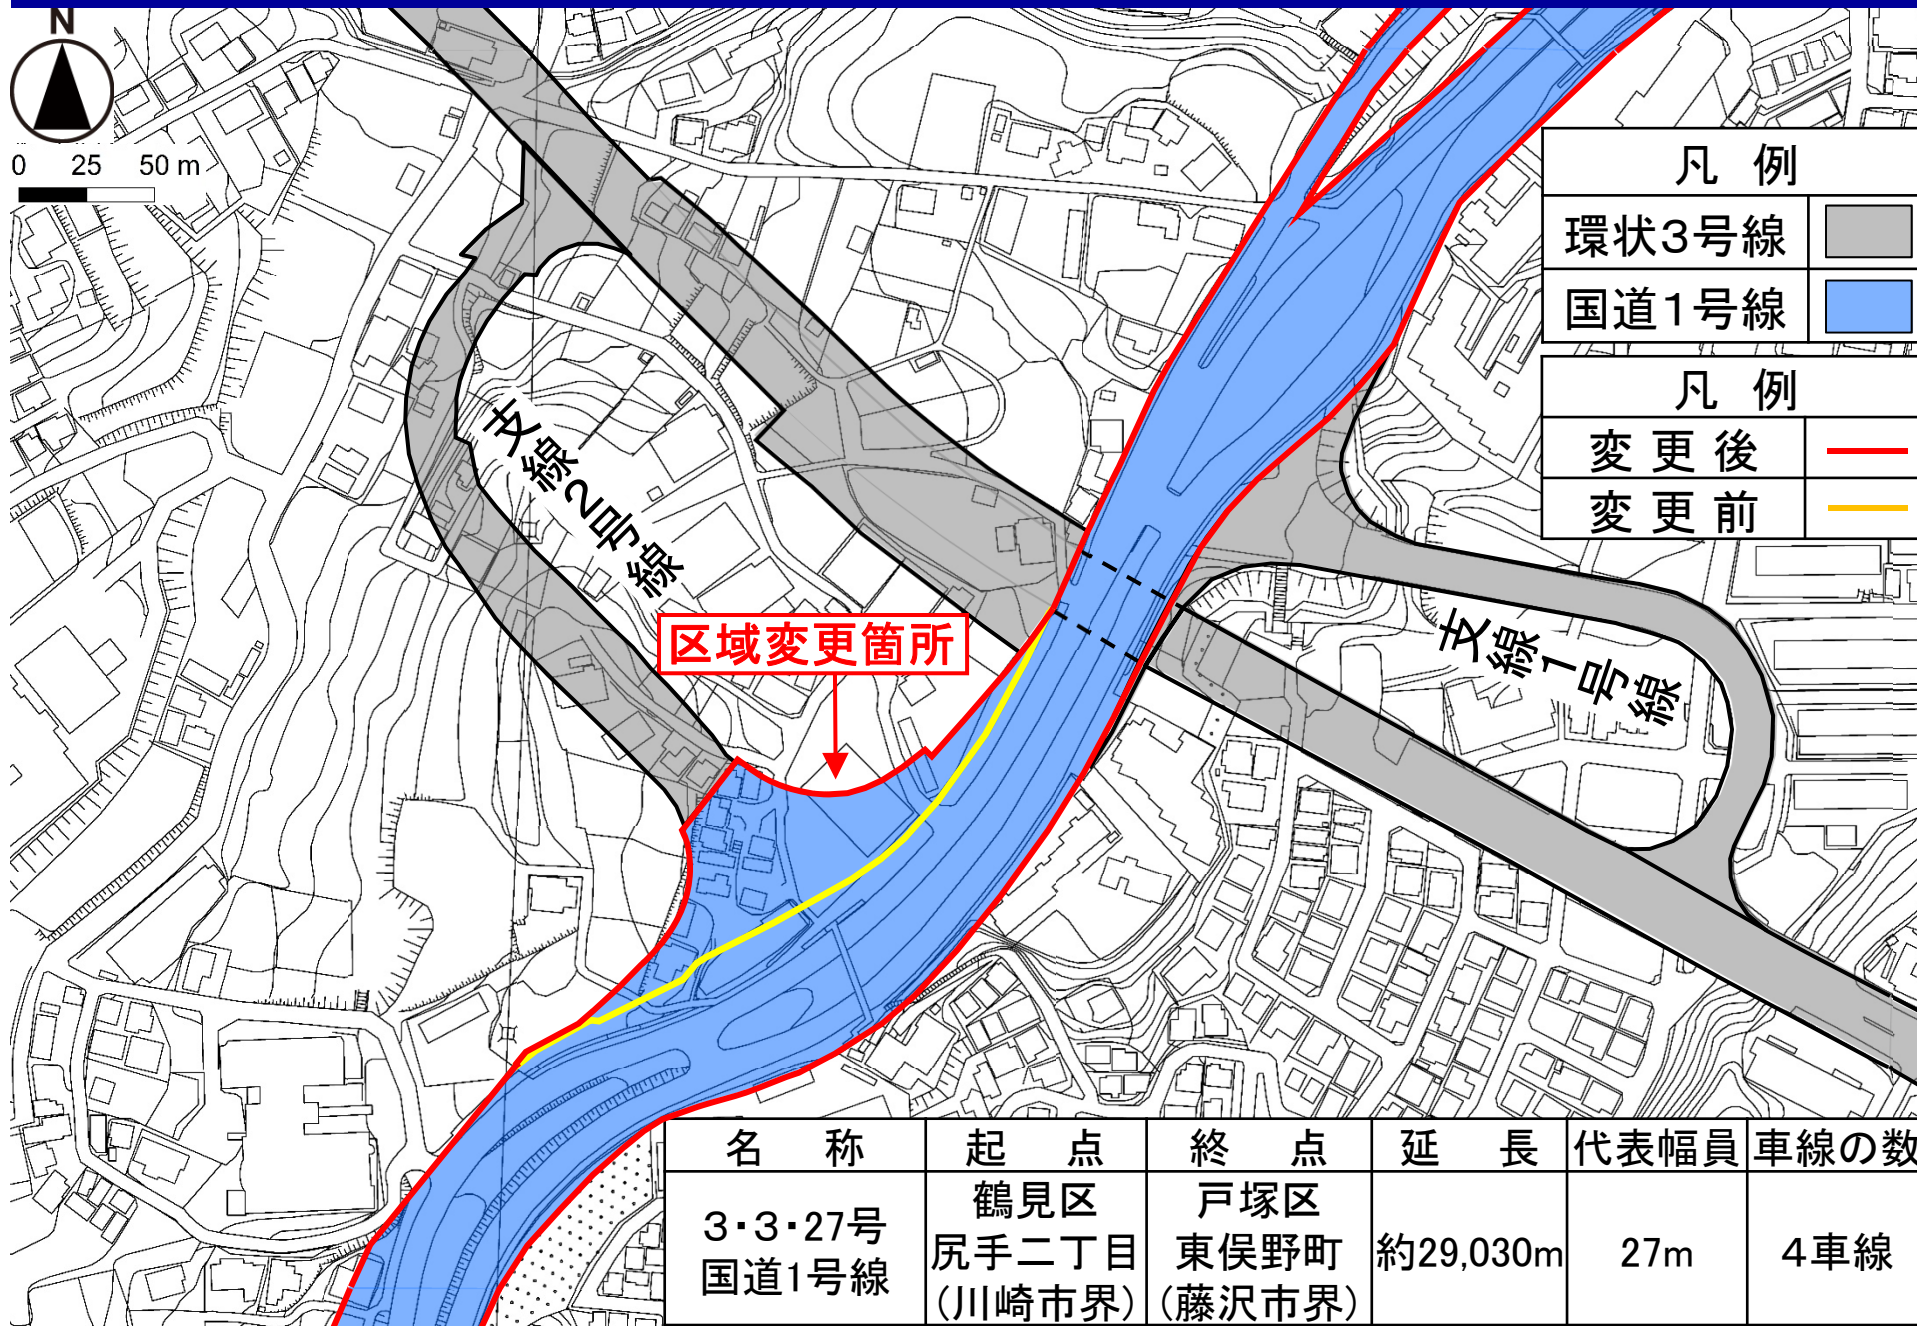 N
0 25 50 m
凡 例
環状3号線
国道1号線
凡 例
変 更 後
変 更 前
支線2号線
区域変更箇所
支線1号線
名 称 起 点 終 点 延 長 代表幅員 車線の数
3・3・27号
国道1号線
鶴見区
尻手二丁目
(川崎市界)
戸塚区
東俣野町
(藤沢市界)
約29,030m
27m
4車線